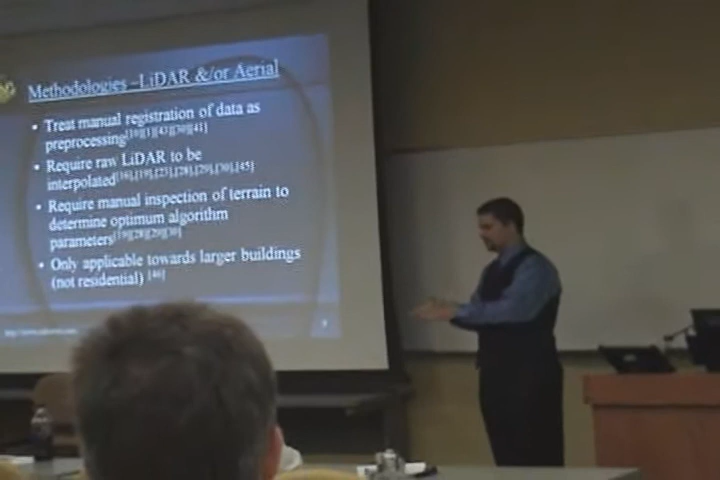 Methodologies –LiDAR &/or Aerial
• Treat manual registration of data as
preprocessing
• Require raw LiDAR to be
interpolated
• Require manual inspection of terrain to
determine optimum algorithm
parameters
• Only applicable towards larger buildings
(not residential) [46]